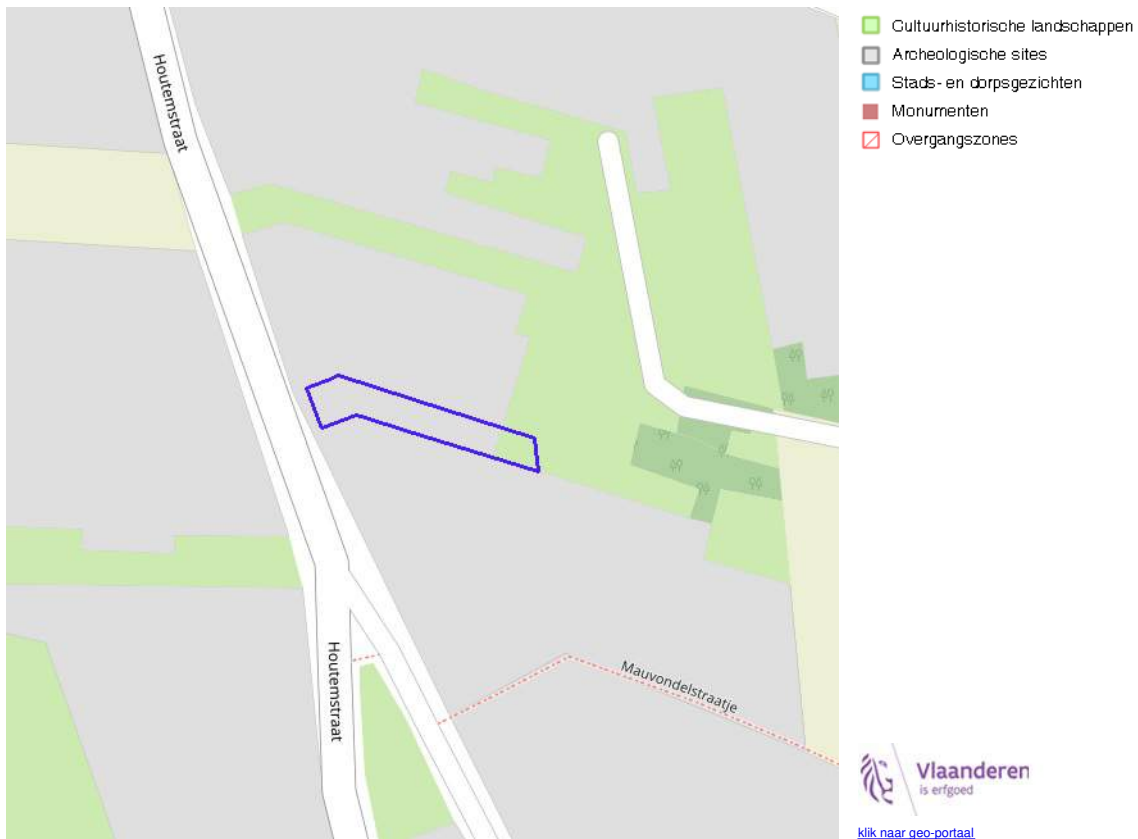 Houtemstraat
Houtemstraat
Mauvondelstraatje
Cultuurhistorische landschappen
Archeologische sites
Stads- en dorpsgezichten
Monumenten
Overgangszones
Vlaanderen
is erfgoed
klik naar geo-portaal